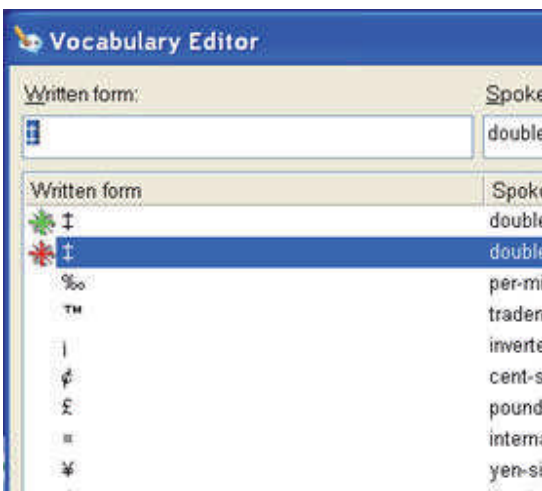 Vocabulary Editor
Written form: Spoke
‡ double
Written form Spoke
‡ double
‡ double
‰ per-mi
™ tradem
¡ inverte
¢ cent-s
£ pound
¤ interna
¥ yen-si